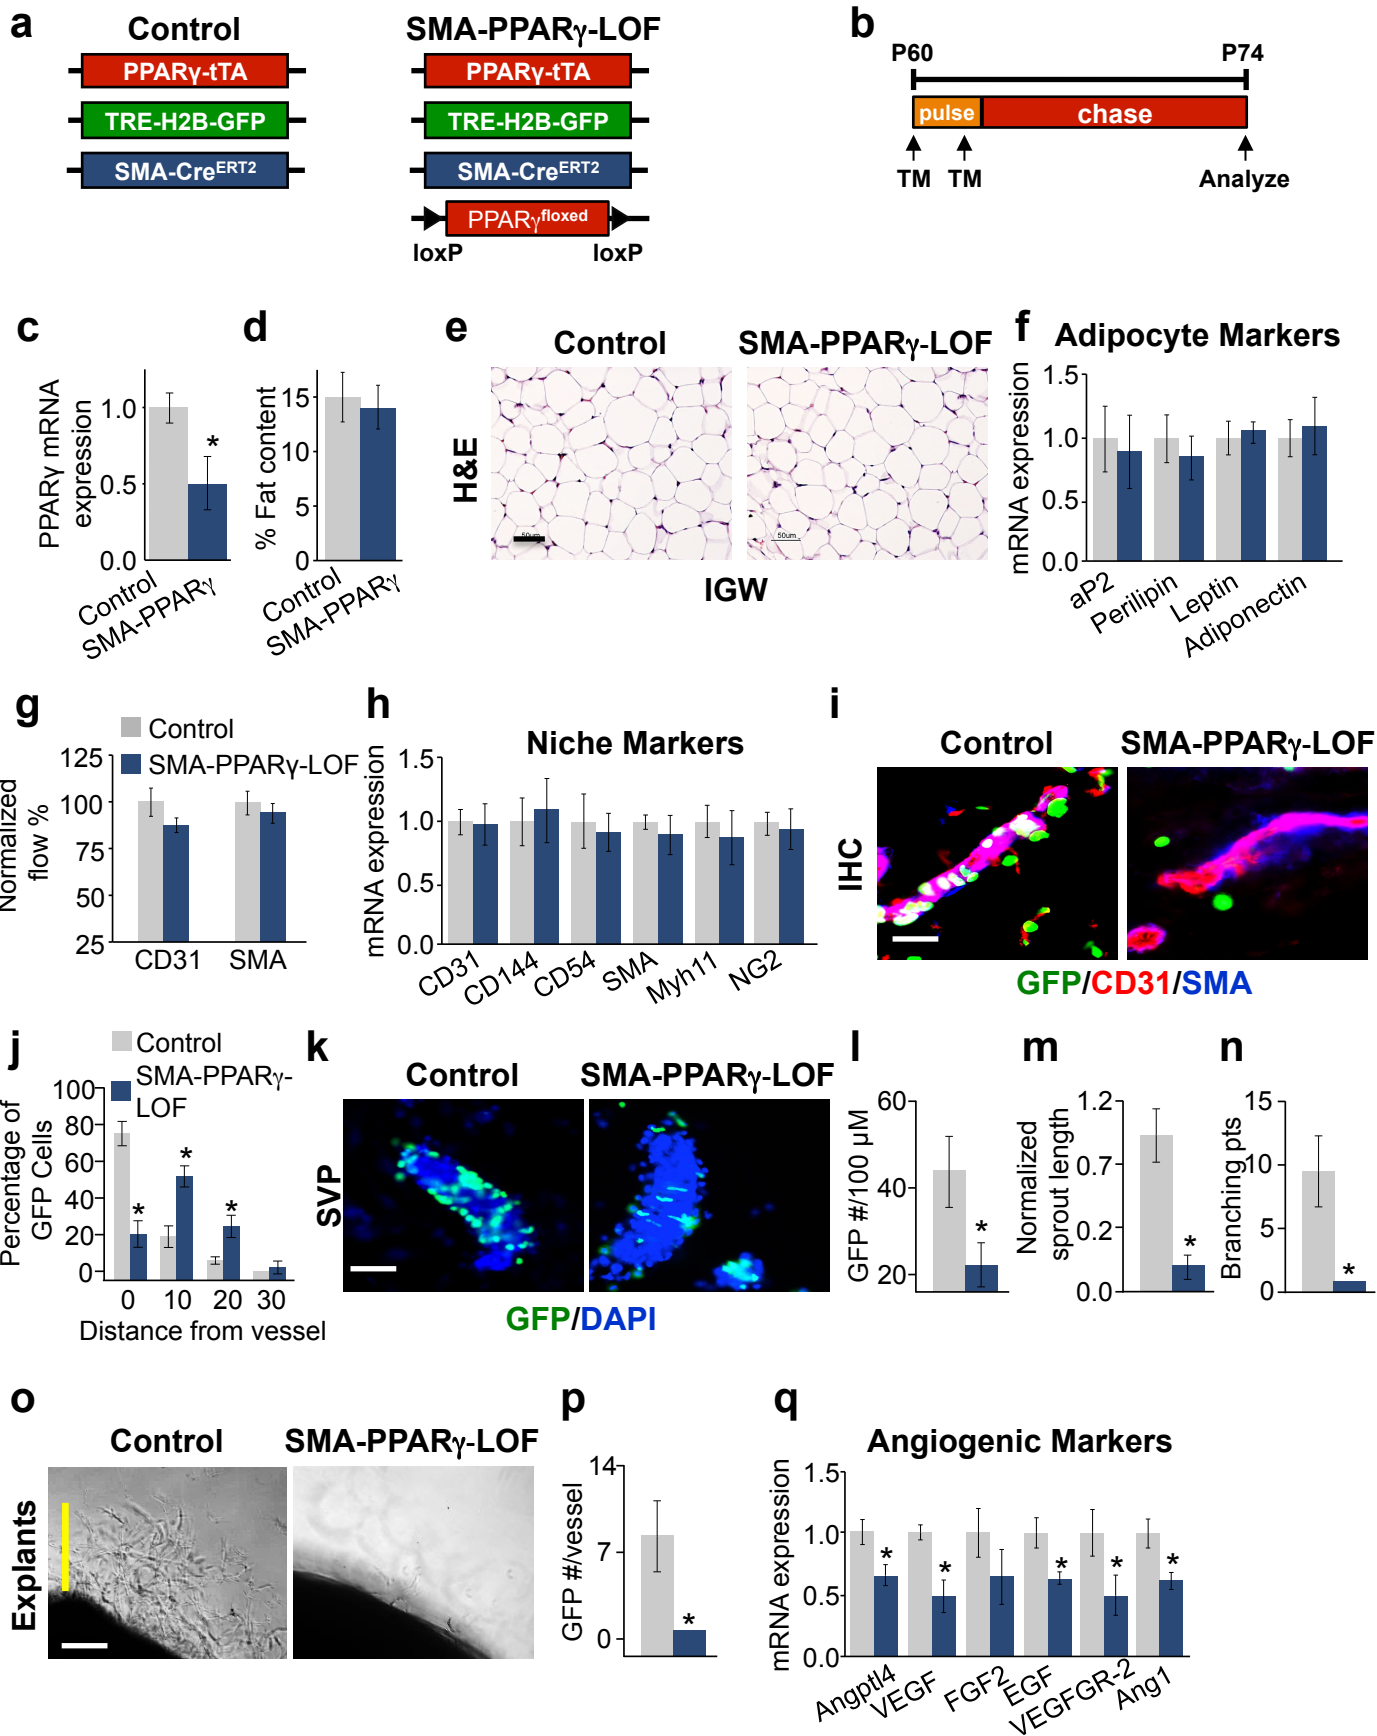 a
Control
PPARγ-tTA
TRE-H2B-GFP
SMA-CreERT2
SMA-PPARγ-LOF
PPARγ-tTA
TRE-H2B-GFP
SMA-CreERT2
PPARγfloxed
loxP
loxP
b
P60
P74
pulse
chase
TM
TM
Analyze
c
PPARγ mRNA
expression
1.0
0.5
0.0
*
Control
SMA-PPARγ
d
% Fat content
15
10
5
0
Control
SMA-PPARγ
e
Control
SMA-PPARγ-LOF
H&E
50um
50um
IGW
f
Adipocyte Markers
mRNA expression
1.5
1.0
0.5
0.0
aP2
Perilipin
Leptin
Adiponectin
g
Control
SMA-PPARγ-LOF
Normalized
flow %
125
100
75
50
25
CD31
SMA
h
Niche Markers
mRNA expression
1.5
1.0
0.5
0.0
CD31
CD144
CD54
SMA
Myh11
NG2
i
Control
SMA-PPARγ-LOF
IHC
GFP/CD31/SMA
j
Control
SMA-PPARγ-
LOF
Percentage of
GFP Cells
100
80
60
40
20
0
*
*
*
0
10
20
30
Distance from vessel
k
Control
SMA-PPARγ-LOF
SVP
GFP/DAPI
l
GFP #/100 µM
60
40
20
*
m
Normalized
sprout length
1.2
0.7
0.2
0.0
*
n
Branching pts
15
10
5
0
*
o
Control
SMA-PPARγ-LOF
Explants
p
GFP #/vessel
14
7
0
*
q
Angiogenic Markers
mRNA expression
1.5
1.0
0.5
0.0
*
*
*
*
*
Angptl4
VEGF
FGF2
EGF
VEGFGR-2
Ang1